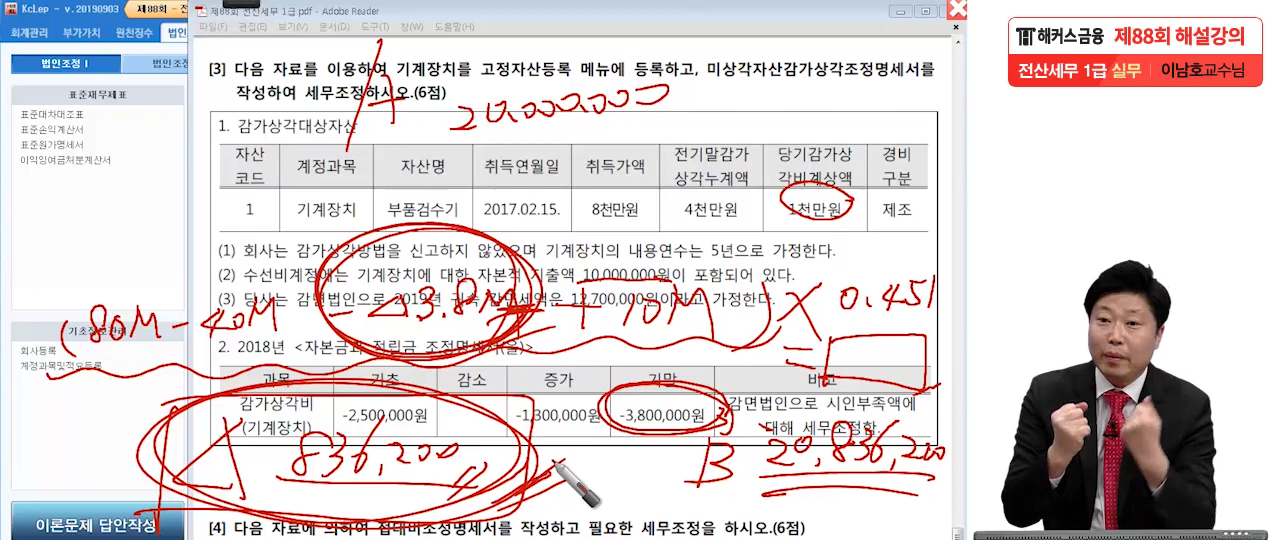 KcLep - v.20190903
제88회 - 전
제88회 전산세무 1급.pdf - Adobe Reader
파일(F) 편집(E) 보기(V) 문서(D) 도구(T) 창(W) 도움말(H)
회계관리 부가가치 원천징수 법인
법인조정 I 법인조정
표준재무제표
표준대차대조표
표준손익계산서
표준원가명세서
이익잉여금처분계산서
기초정보관리
회사등록
계정과목및적요등록
이론문제 답안작성
[3] 다음 자료를 이용하여 기계장치를 고정자산등록 메뉴에 등록하고, 미상각자산감가상각조정명세서를
작성하여 세무조정하시오.(6점)
20,000,000
1. 감가상각대상자산
자산코드 계정과목 자산명 취득연월일 취득가액 전기말감가상각누계액 당기감가상각비계상액 경비구분
1 기계장치 부품검수기 2017.02.15. 8천만원 4천만원 1천만원 제조
(1) 회사는 감가상각방법을 신고하지 않았으며 기계장치의 내용연수는 5년으로 가정한다.
(2) 수선비계정에는 기계장치에 대한 자본적 지출액 10,000,000원이 포함되어 있다.
(3) 당사는 감면법인으로 2019년 귀속 감면세액은 12,700,000원이라고 가정한다.
(80M - 40M - △3.8M + 10M) X 0.451
=
2. 2018년 <자본금과 적립금 조정명세서(을)>
과목 기초 감소 증가 기말 비고
감가상각비(기계장치) -2,500,000원 -1,300,000원 -3,800,000원 감면법인으로 시인부족액에 대해 세무조정함.
△ 836,200
B 20,836,200
[4] 다음 자료에 의하여 접대비조정명세서를 작성하고 필요한 세무조정을 하시오.(6점)
해커스금융 제88회 해설강의
전산세무 1급 실무 이남호교수님